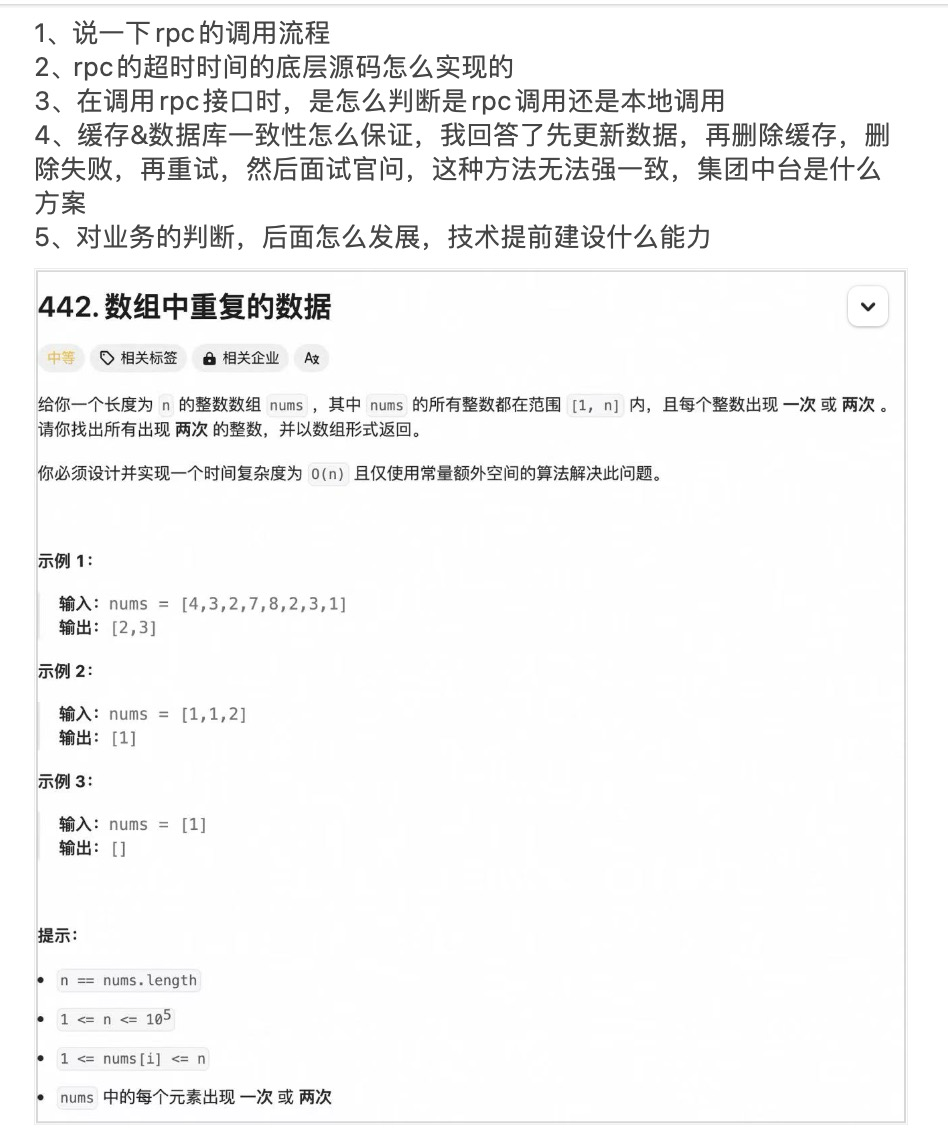 1、说一下rpc的调用流程
2、rpc的超时时间的底层源码怎么实现的
3、在调用rpc接口时，是怎么判断是rpc调用还是本地调用
4、缓存&数据库一致性怎么保证，我回答了先更新数据，再删除缓存，删
除失败，再重试，然后面试官问，这种方法无法强一致，集团中台是什么
方案
5、对业务的判断，后面怎么发展，技术提前建设什么能力
442. 数组中重复的数据
中等 相关标签 相关企业 Az
给你一个长度为 n 的整数数组 nums ，其中 nums 的所有整数都在范围 [1, n] 内，且每个整数出现 一次 或 两次 。
请你找出所有出现 两次 的整数，并以数组形式返回。
你必须设计并实现一个时间复杂度为 O(n) 且仅使用常量额外空间的算法解决此问题。
示例 1：
输入：nums = [4,3,2,7,8,2,3,1]
输出：[2,3]
示例 2：
输入：nums = [1,1,2]
输出：[1]
示例 3：
输入：nums = [1]
输出：[]
提示：
n == nums.length
1 <= n <= 10⁵
1 <= nums[i] <= n
nums 中的每个元素出现 一次 或 两次